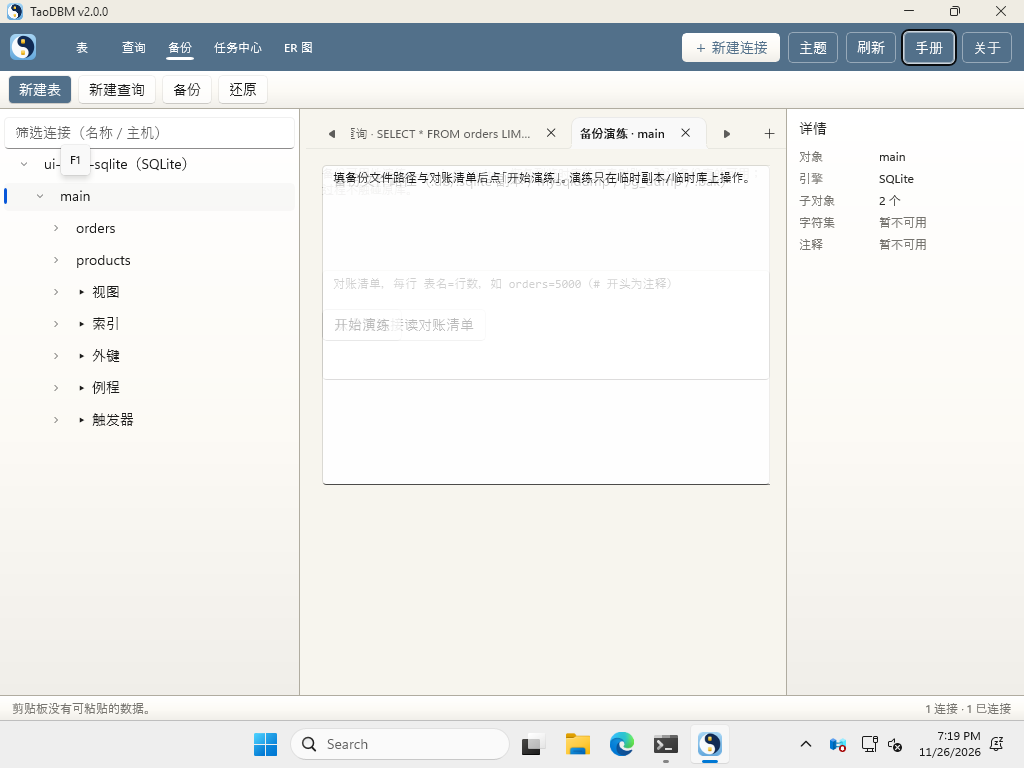 TaoDBM v2.0.0
表 查询 备份 任务中心 ER 图
+ 新建连接 主题 刷新 手册 关于
新建表 新建查询 备份 还原
筛选连接（名称 / 主机）
F1
sqlite（SQLite）
main
orders
products
视图
索引
外键
例程
触发器
查询 · SELECT * FROM orders LIM...
备份演练 · main
填备份文件路径与对账清单后点「开始演练」。演练只在临时副本/临时库上操作。
对账清单, 每行 表名=行数, 如 orders=5000（# 开头为注释）
开始演练
读对账清单
详情
对象 main
引擎 SQLite
子对象 2 个
字符集 暂不可用
注释 暂不可用
剪贴板没有可粘贴的数据。
1 连接 · 1 已连接
Search
7:19 PM
11/26/2026